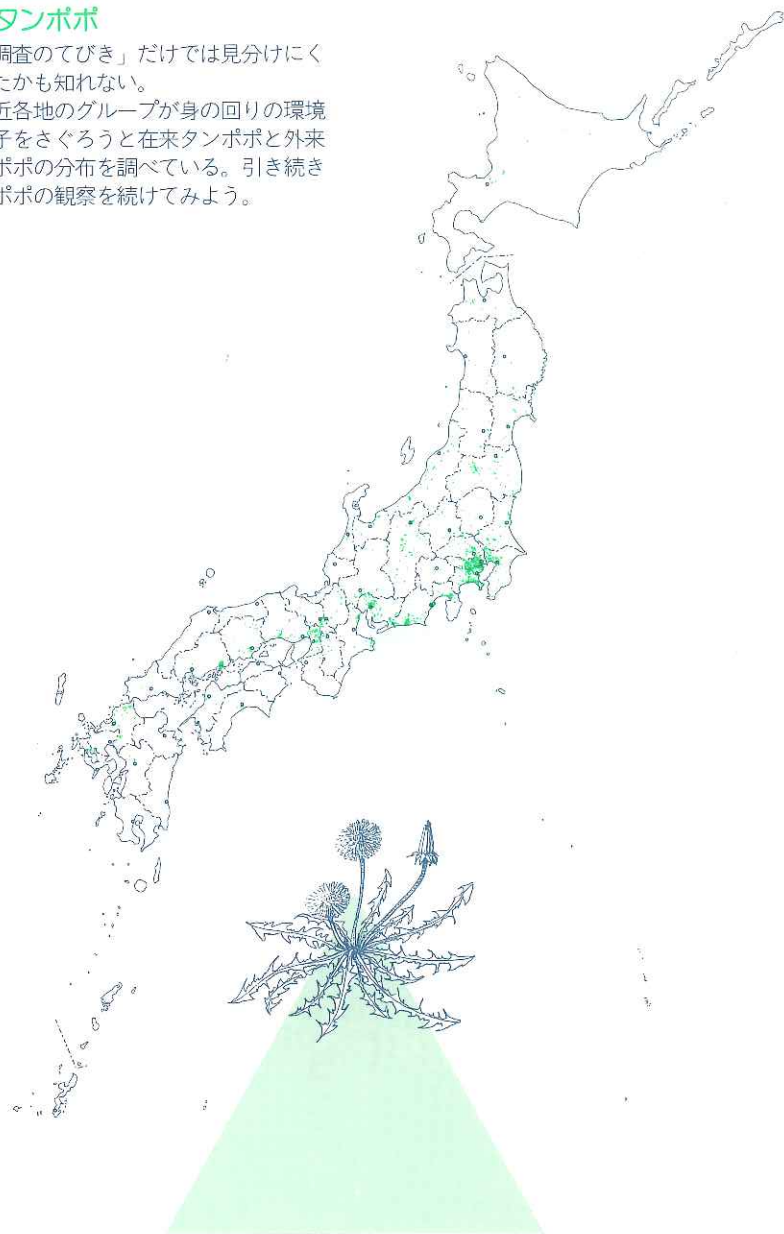 タンポポ
調査のてびき」だけでは見分けにく
たかも知れない。
近各地のグループが身の回りの環境
子をさぐろうと在来タンポポと外来
ポポの分布を調べている。引き続き
ポポの観察を続けてみよう。